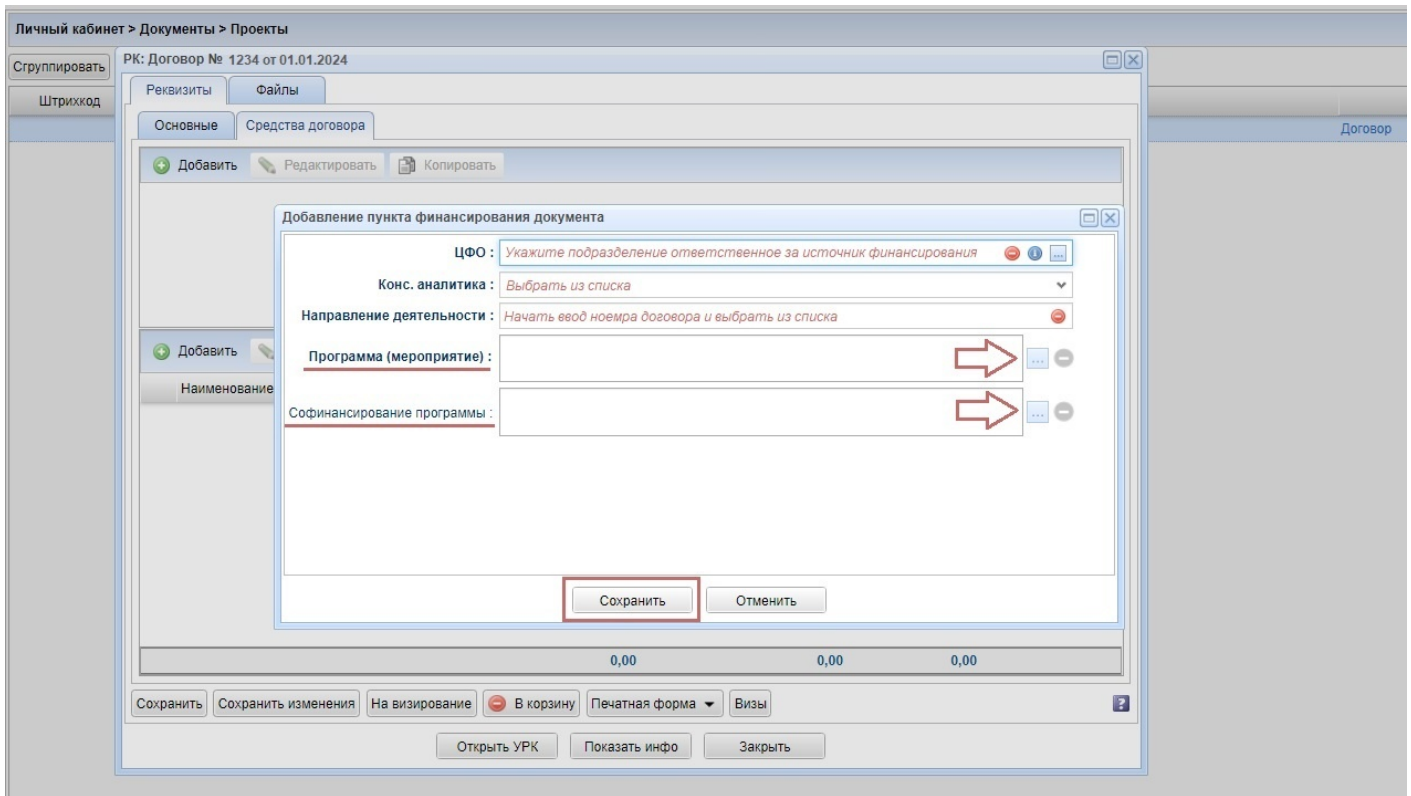 Личный кабинет > Документы > Проекты
РК: Договор № 1234 от 01.01.2024
Сгруппировать
Реквизиты Файлы
Штрихкод
Основные Средства договора
Договор
Добавить Редактировать Копировать
Добавление пункта финансирования документа
ЦФО : Укажите подразделение ответственное за источник финансирования ...
Конс. аналитика : Выбрать из списка
Направление деятельности : Начать ввод ноемра договора и выбрать из списка
Добавить
Программа (мероприятие) : ...
Наименование
Софинансирование программы : ...
Сохранить Отменить
0,00 0,00 0,00
Сохранить Сохранить изменения На визирование В корзину Печатная форма Визы ?
Открыть УРК Показать инфо Закрыть